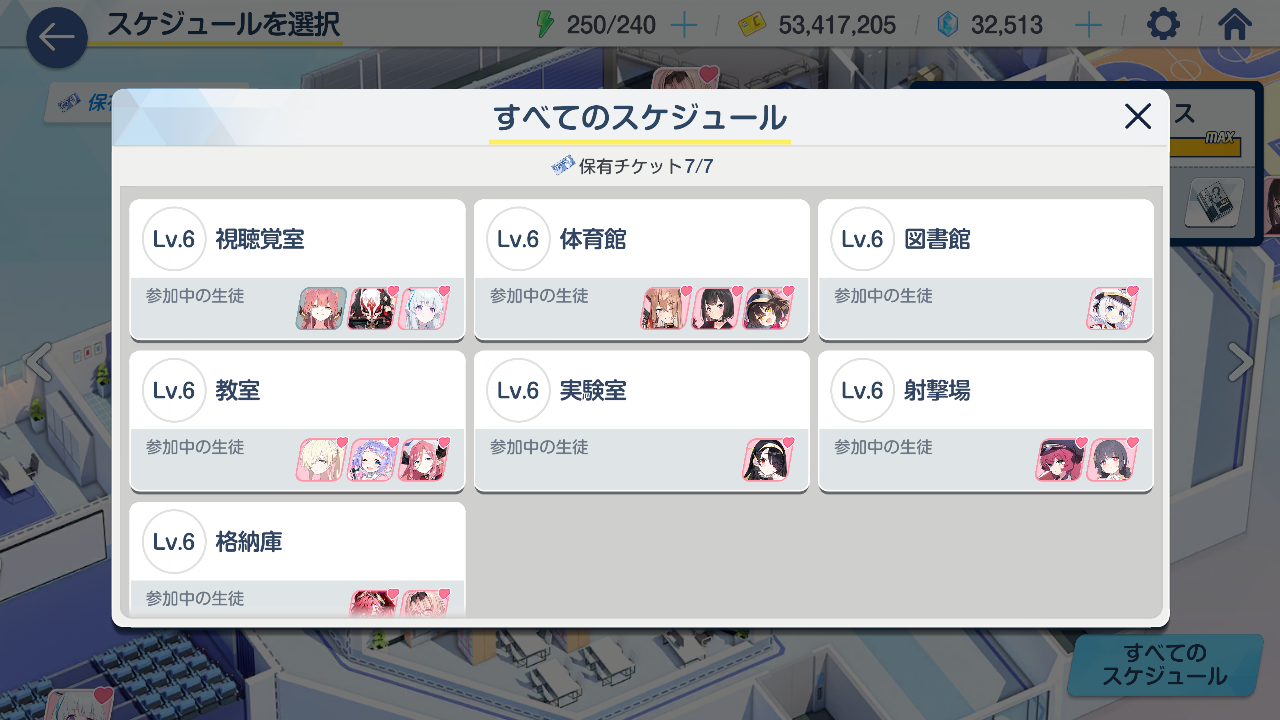 スケジュールを選択
250/240
53,417,205
32,513
保
ス
MAX
すべてのスケジュール
保有チケット7/7
Lv.6 視聴覚室
参加中の生徒
Lv.6 体育館
参加中の生徒
Lv.6 図書館
参加中の生徒
Lv.6 教室
参加中の生徒
Lv.6 実験室
参加中の生徒
Lv.6 射撃場
参加中の生徒
Lv.6 格納庫
参加中の生徒
すべての
スケジュール